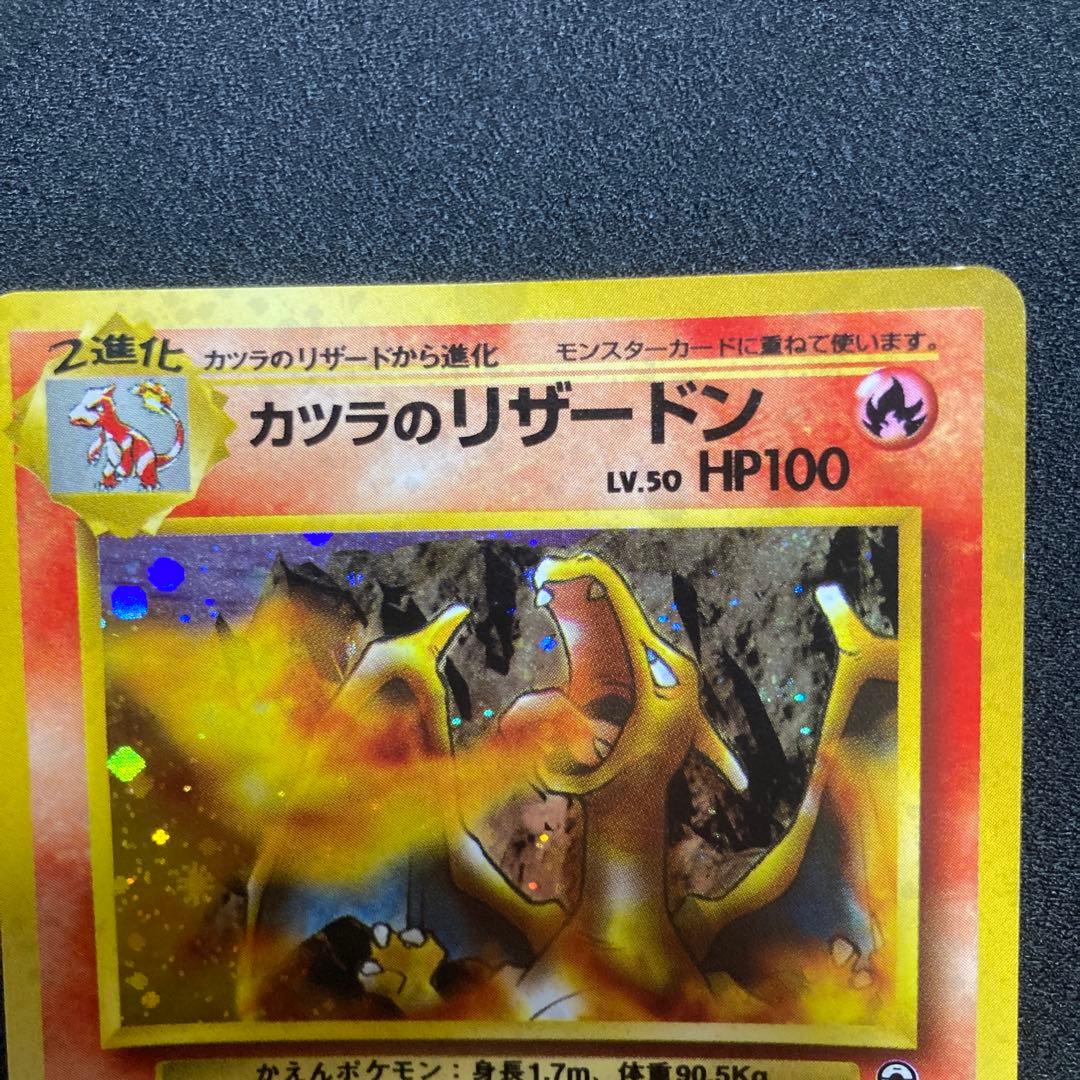 2進化 カツラのリザードから進化 モンスターカードに重ねて使います。
カツラのリザードン
LV.50 HP100
かえんポケモン：身長1.7m、体重90.5Kg